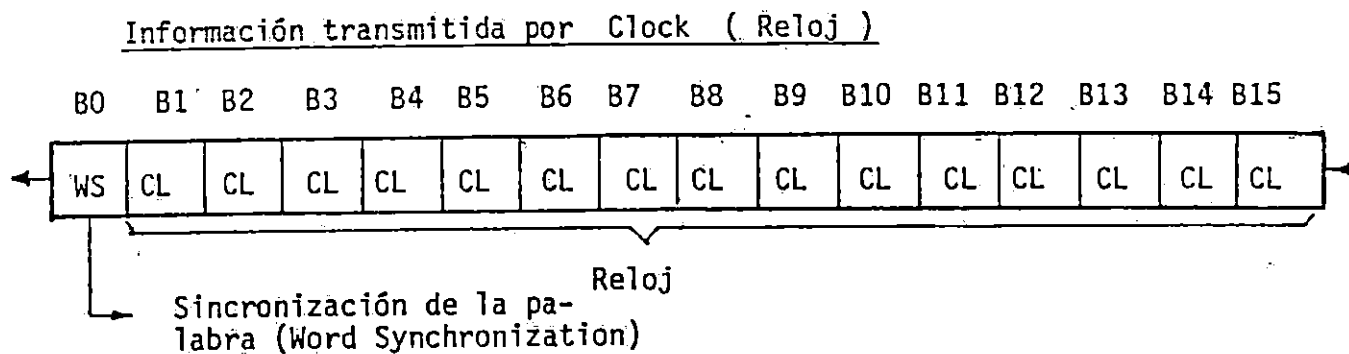 Información transmitida por Clock ( Reloj )
B0 B1 B2 B3 B4 B5 B6 B7 B8 B9 B10 B11 B12 B13 B14 B15
WS CL CL CL CL CL CL CL CL CL CL CL CL CL CL CL
Reloj
Sincronización de la pa-
labra (Word Synchronization)